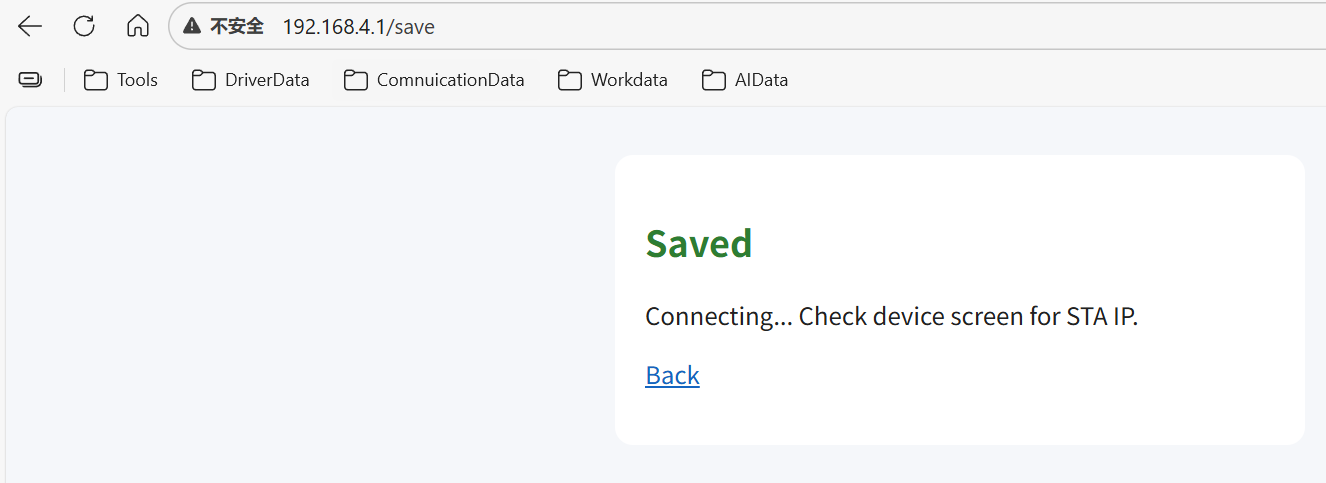 不安全 192.168.4.1/save
Tools DriverData ComnuicationData Workdata AIData
Saved
Connecting... Check device screen for STA IP.
Back